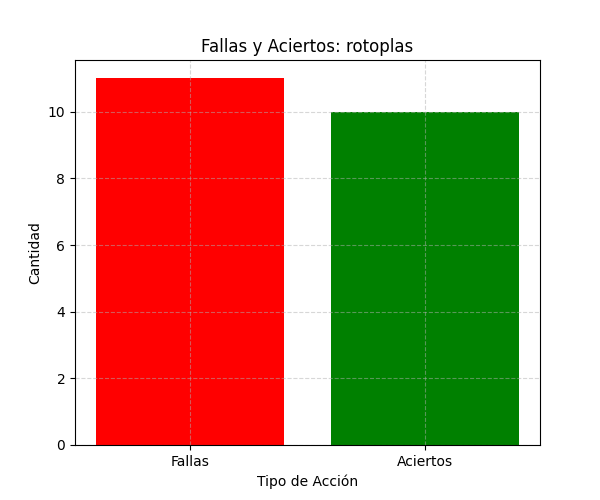 Fallas y Aciertos: rotoplas
Cantidad
10
8
6
4
2
0
Fallas
Aciertos
Tipo de Acción